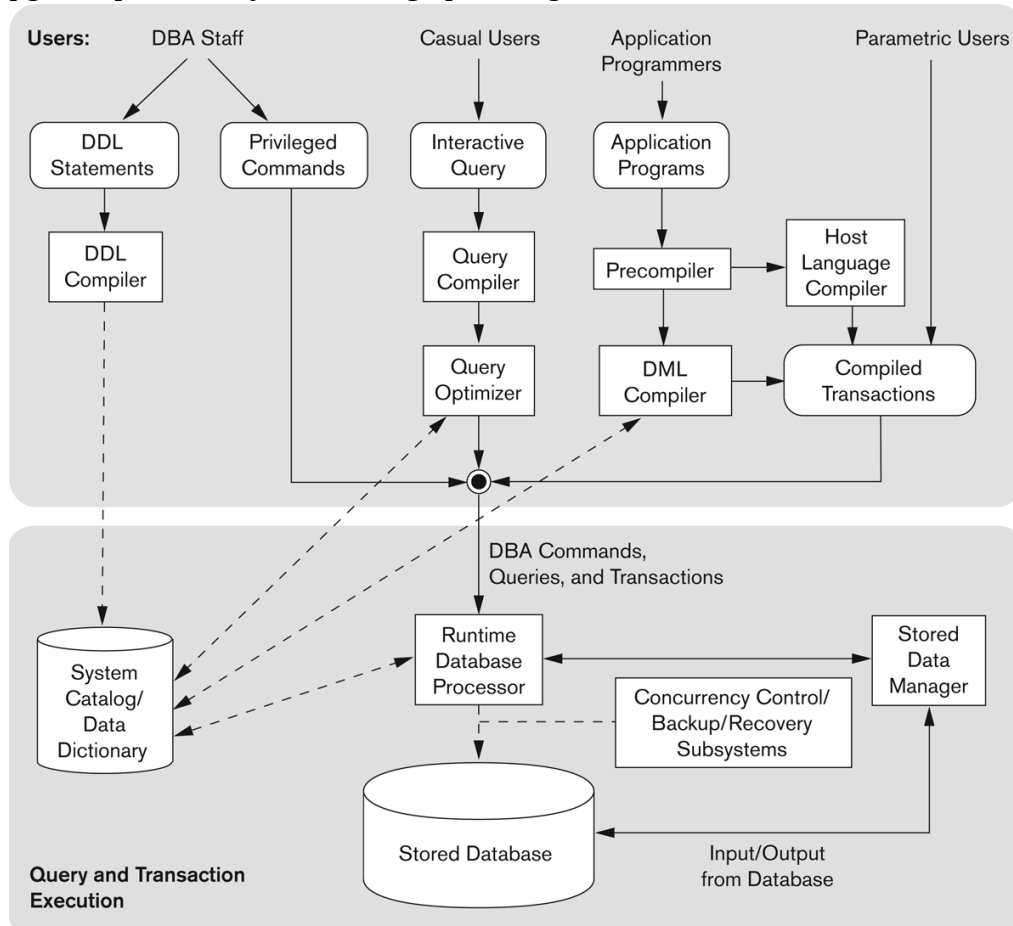 Users:
DBA Staff
Casual Users
Application
Programmers
Parametric Users
DDL
Statements
Privileged
Commands
Interactive
Query
Application
Programs
DDL
Compiler
Query
Compiler
Precompiler
Host
Language
Compiler
Query
Optimizer
DML
Compiler
Compiled
Transactions
DBA Commands,
Queries, and Transactions
System
Catalog/
Data
Dictionary
Runtime
Database
Processor
Stored
Data
Manager
Concurrency Control/
Backup/Recovery
Subsystems
Stored Database
Input/Output
from Database
Query and Transaction
Execution